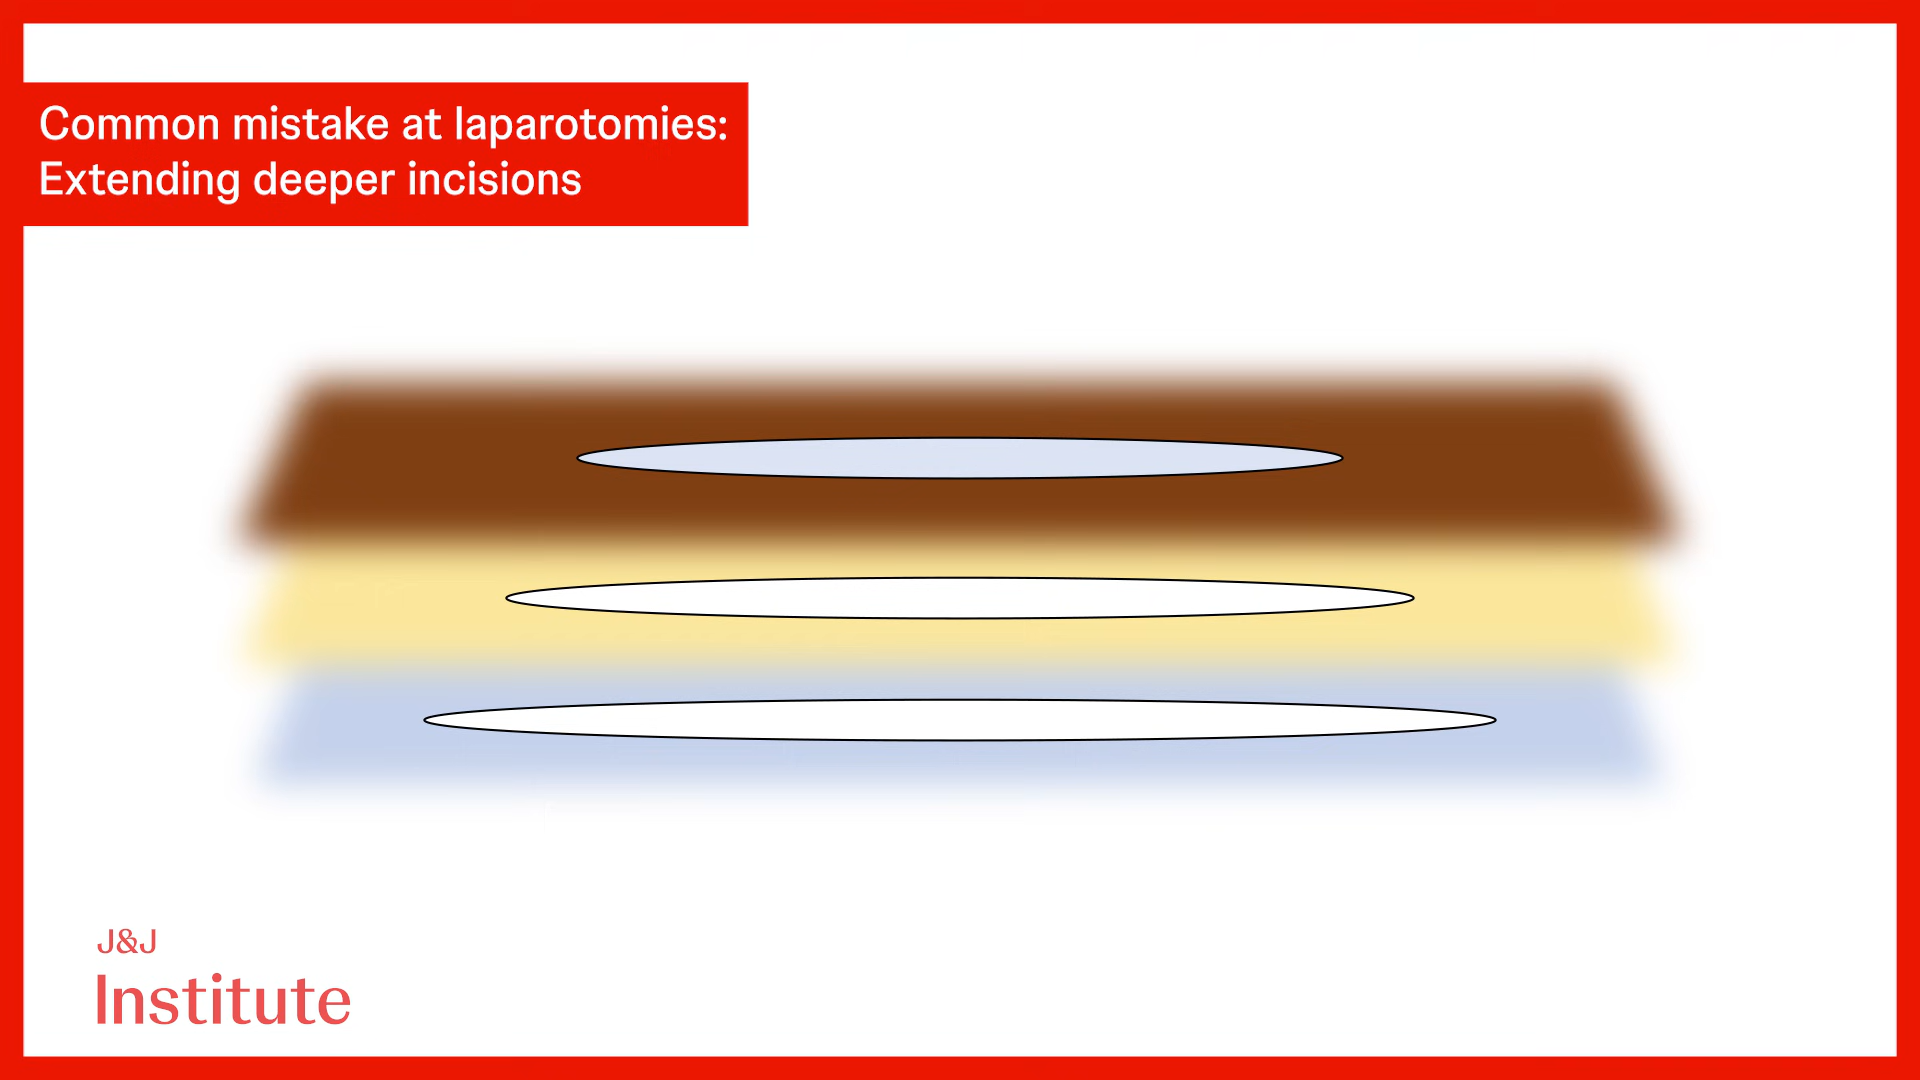 Common mistake at laparotomies:
Extending deeper incisions
J&J
Institute